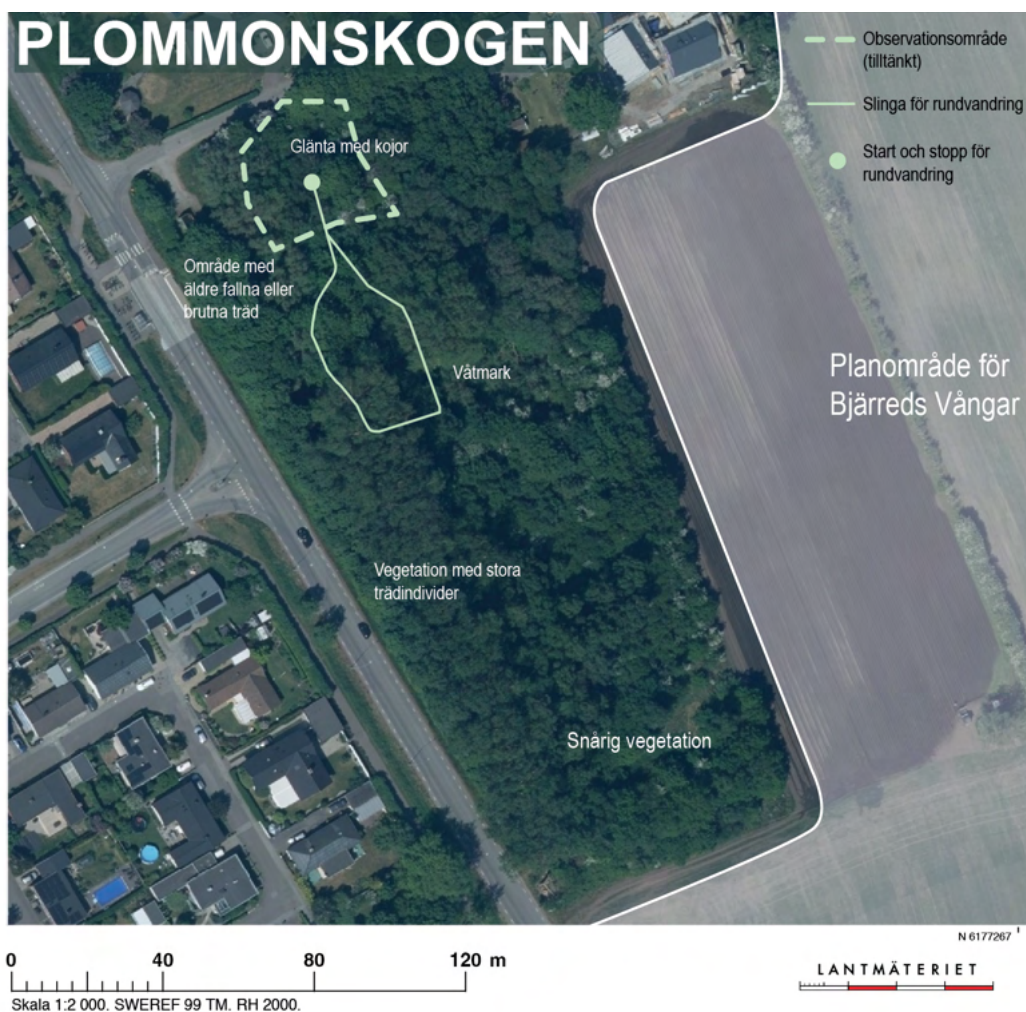 PLOMMONSKOGEN
Observationsområde
(tilltänkt)
Slinga för rundvandring
Start och stopp för
rundvandring
Glänta med kojor
Område med
äldre fallna eller
brutna träd
Våtmark
Planområde för
Bjärreds Vångar
Vegetation med stora
trädindivider
Snårig vegetation
N 6177267
0 40 80 120 m
Skala 1:2 000. SWEREF 99 TM. RH 2000.
LANTMÄTERIET